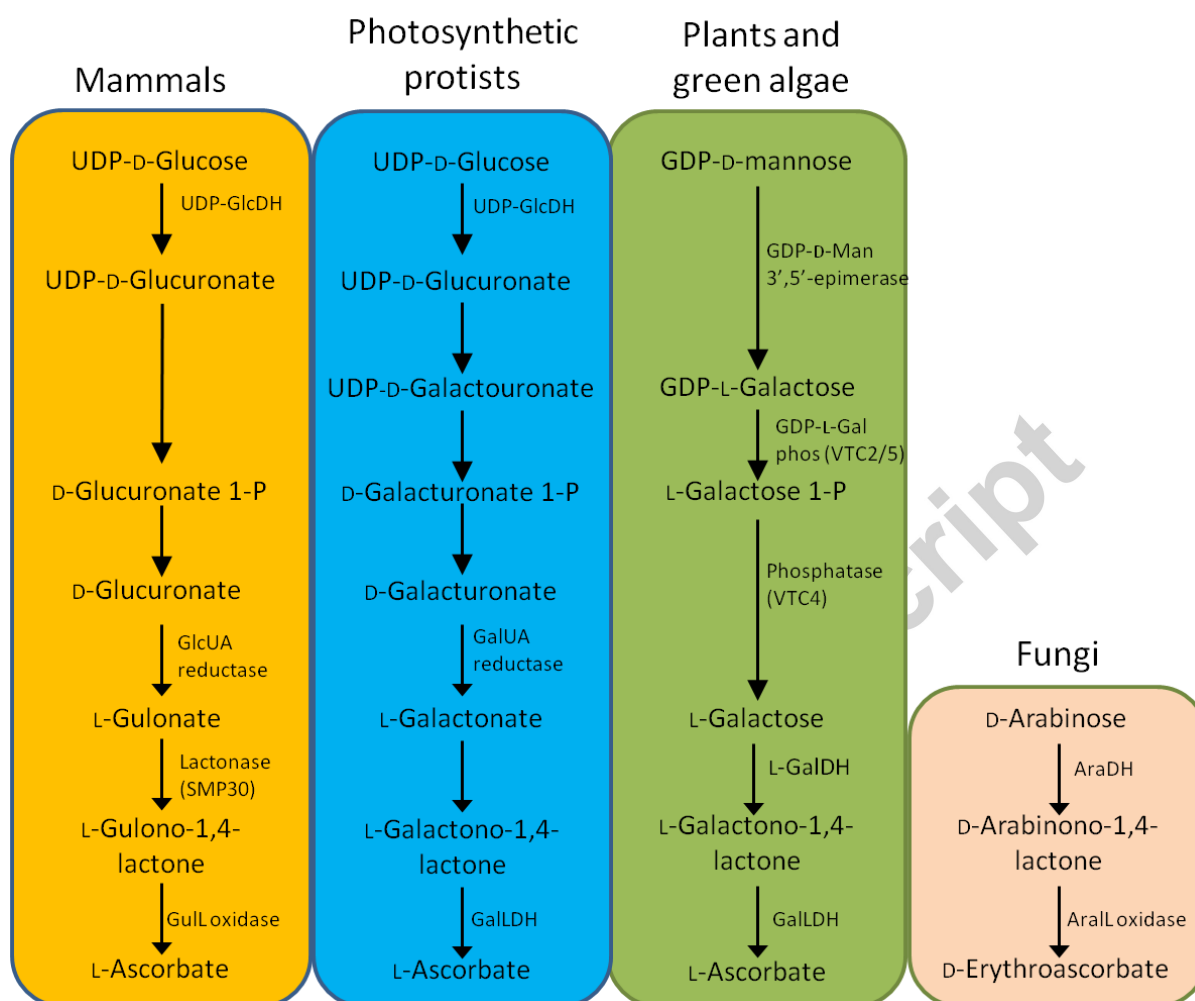 Mammals
UDP-D-Glucose
UDP-GlcDH
UDP-D-Glucuronate
D-Glucuronate 1-P
D-Glucuronate
GlcUA
reductase
L-Gulonate
Lactonase
(SMP30)
L-Gulono-1,4-
lactone
GulL oxidase
L-Ascorbate
Photosynthetic
protists
UDP-D-Glucose
UDP-GlcDH
UDP-D-Glucuronate
UDP-D-Galactouronate
D-Galacturonate 1-P
D-Galacturonate
GalUA
reductase
L-Galactonate
L-Galactono-1,4-
lactone
GalLDH
L-Ascorbate
Plants and
green algae
GDP-D-mannose
GDP-D-Man
3′,5′-epimerase
GDP-L-Galactose
GDP-L-Gal
phos (VTC2/5)
L-Galactose 1-P
Phosphatase
(VTC4)
L-Galactose
L-GalDH
L-Galactono-1,4-
lactone
GalLDH
L-Ascorbate
Fungi
D-Arabinose
AraDH
D-Arabinono-1,4-
lactone
AralL oxidase
D-Erythroascorbate
cript